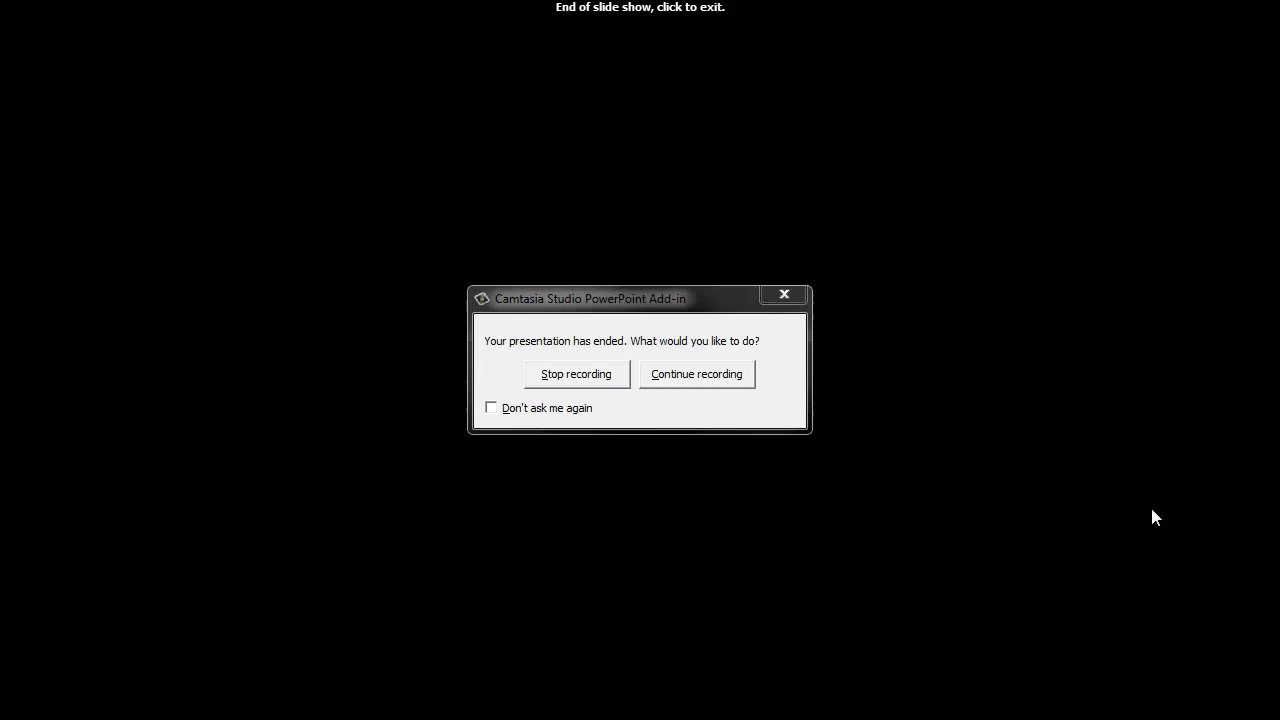 End of slide show, click to exit.
Camtasia Studio PowerPoint Add-in
Your presentation has ended. What would you like to do?
Stop recording Continue recording
Don't ask me again